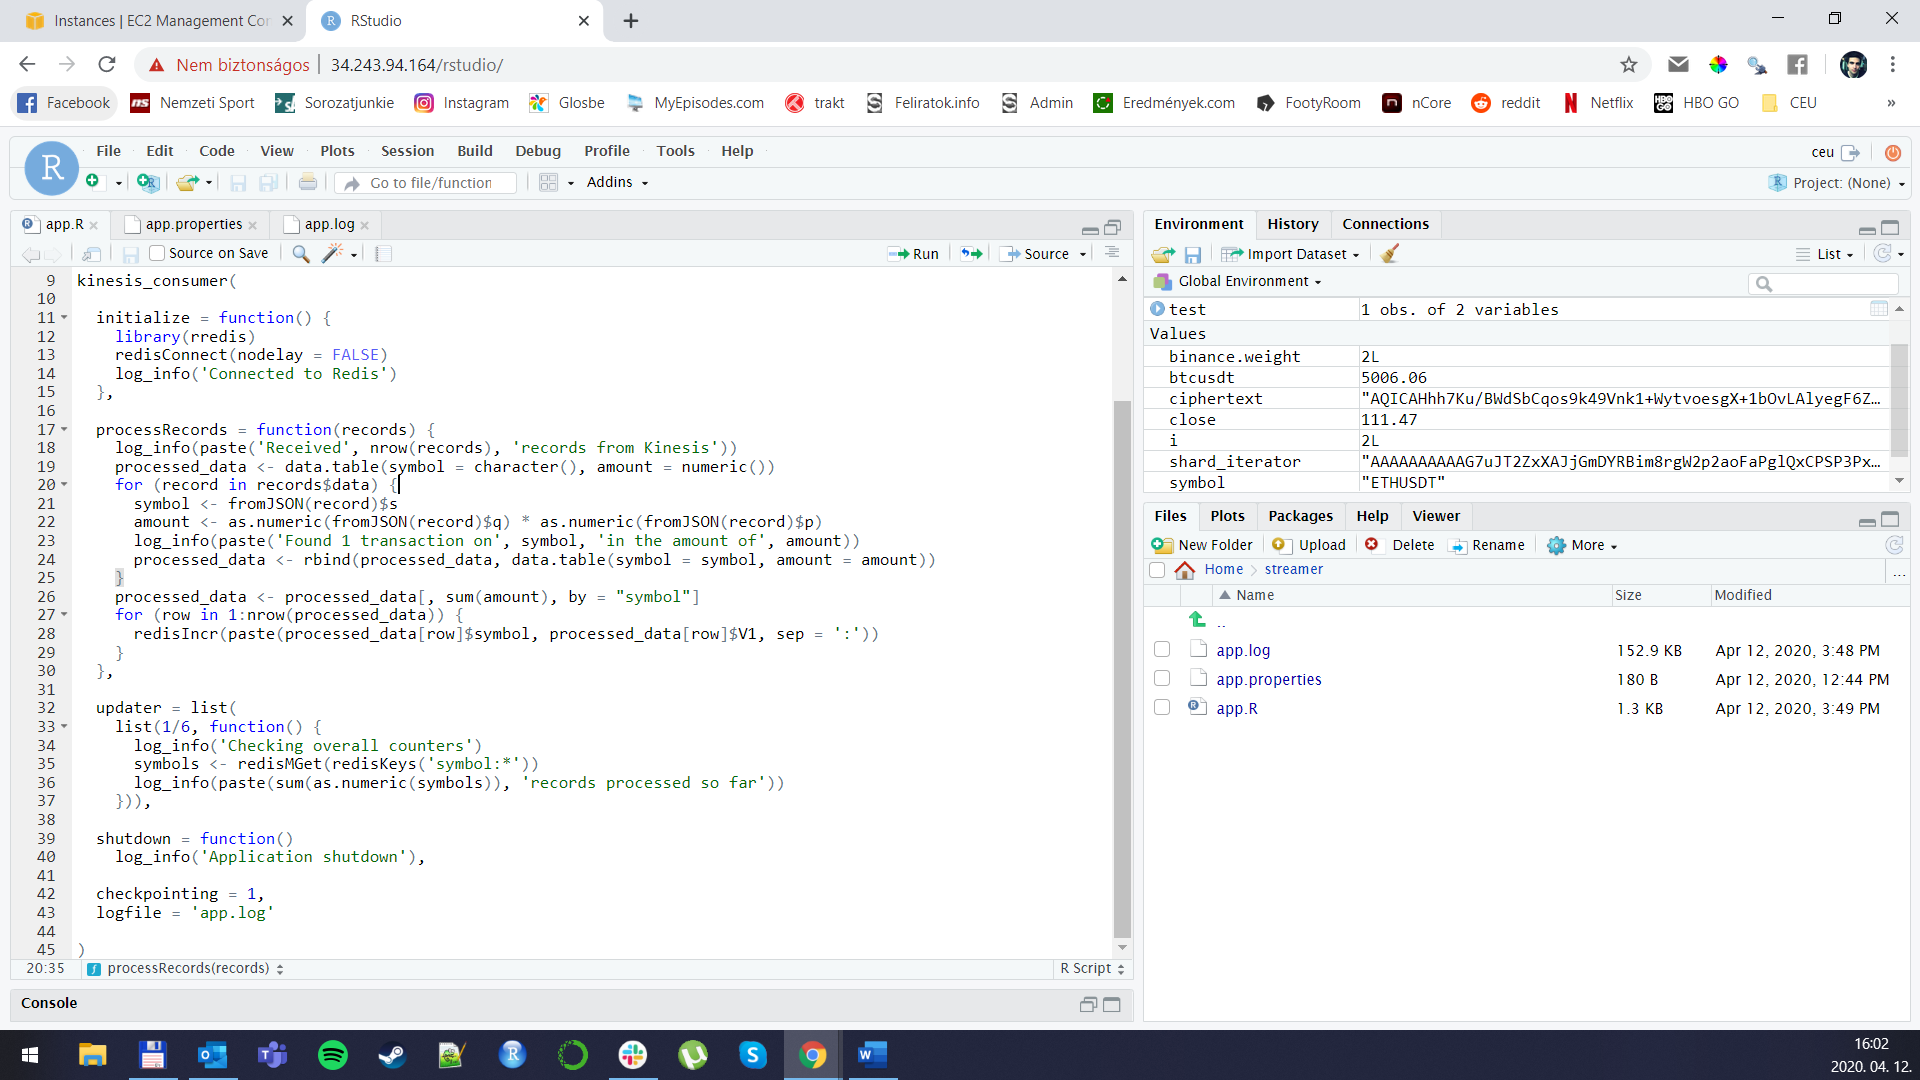 Instances | EC2 Management Cor
RStudio
Nem biztonságos
34.243.94.164/rstudio/
Facebook
Nemzeti Sport
Sorozatjunkie
Instagram
Glosbe
MyEpisodes.com
trakt
Feliratok.info
Admin
Eredmények.com
FootyRoom
nCore
reddit
Netflix
HBO GO
CEU
»
R
File Edit Code View Plots Session Build Debug Profile Tools Help
ceu
Go to file/function
Addins
Project: (None)
app.R
app.properties
app.log
Source on Save
Run
Source
9 kinesis_consumer(
10
11 initialize = function() {
12 library(rredis)
13 redisConnect(nodelay = FALSE)
14 log_info('Connected to Redis')
15 },
16
17 processRecords = function(records) {
18 log_info(paste('Received', nrow(records), 'records from Kinesis'))
19 processed_data <- data.table(symbol = character(), amount = numeric())
20 for (record in records$data) {
21 symbol <- fromJSON(record)$s
22 amount <- as.numeric(fromJSON(record)$q) * as.numeric(fromJSON(record)$p)
23 log_info(paste('Found 1 transaction on', symbol, 'in the amount of', amount))
24 processed_data <- rbind(processed_data, data.table(symbol = symbol, amount = amount))
25 }
26 processed_data <- processed_data[, sum(amount), by = "symbol"]
27 for (row in 1:nrow(processed_data)) {
28 redisIncr(paste(processed_data[row]$symbol, processed_data[row]$V1, sep = ':'))
29 }
30 },
31
32 updater = list(
33 list(1/6, function() {
34 log_info('Checking overall counters')
35 symbols <- redisMGet(redisKeys('symbol:*'))
36 log_info(paste(sum(as.numeric(symbols)), 'records processed so far'))
37 })),
38
39 shutdown = function()
40 log_info('Application shutdown'),
41
42 checkpointing = 1,
43 logfile = 'app.log'
44
45 )
20:35
processRecords(records)
R Script
Console
Environment History Connections
Import Dataset
List
Global Environment
test 1 obs. of 2 variables
Values
binance.weight 2L
btcusdt 5006.06
ciphertext "AQICAHhh7Ku/BWdSbCqos9k49Vnk1+WytvoesgX+1bOvLAlyegF6Z…
close 111.47
i 2L
shard_iterator "AAAAAAAAAAG7uJT2ZxXAJjGmDYRBim8rgW2p2aoFaPglQxCPSP3Px…
symbol "ETHUSDT"
Files Plots Packages Help Viewer
New Folder Upload Delete Rename More
Home streamer
...
Name Size Modified
..
app.log 152.9 KB Apr 12, 2020, 3:48 PM
app.properties 180 B Apr 12, 2020, 12:44 PM
app.R 1.3 KB Apr 12, 2020, 3:49 PM
16:02
2020. 04. 12.